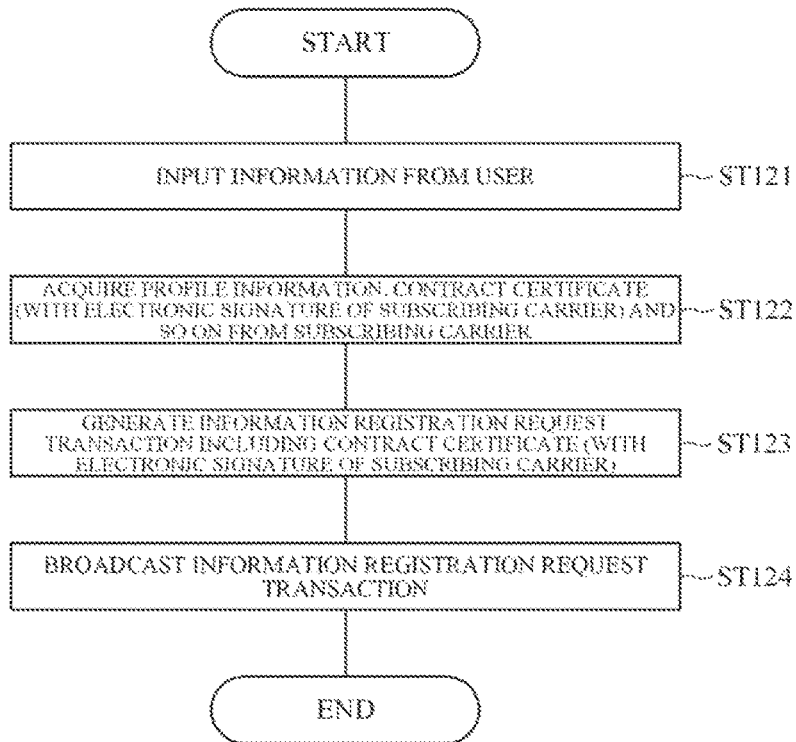 START
INPUT INFORMATION FROM USER
ST121
ACQUIRE PROFILE INFORMATION, CONTRACT CERTIFICATE
(WITH ELECTRONIC SIGNATURE OF SUBSCRIBING CARRIER) AND
SO ON FROM SUBSCRIBING CARRIER
ST122
GENERATE INFORMATION REGISTRATION REQUEST
TRANSACTION INCLUDING CONTRACT CERTIFICATE (WITH
ELECTRONIC SIGNATURE OF SUBSCRIBING CARRIER)
ST123
BROADCAST INFORMATION REGISTRATION REQUEST
TRANSACTION
ST124
END